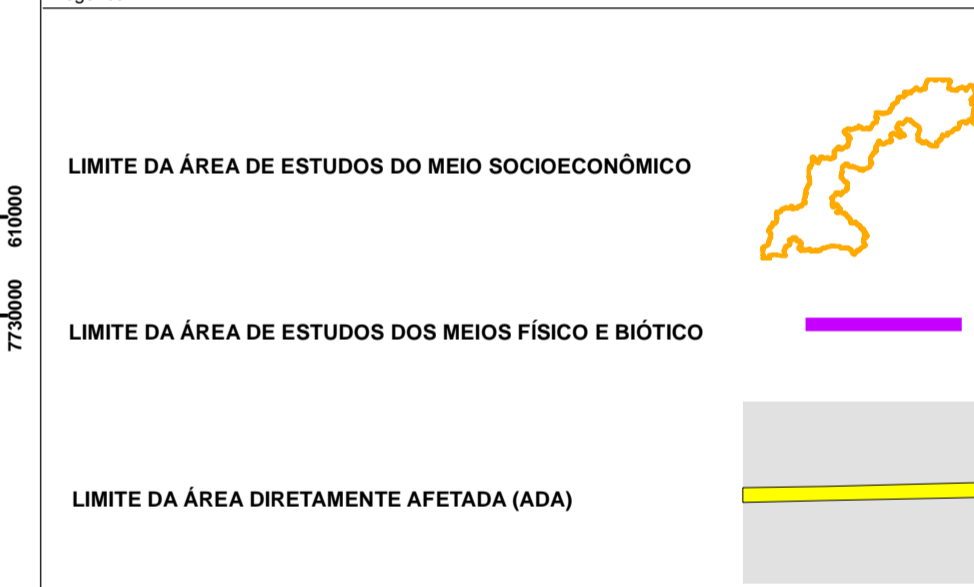 LIMITE DA ÁREA DE ESTUDOS DO MEIO SOCIOECONÔMICO
610000
7730000
LIMITE DA ÁREA DE ESTUDOS DOS MEIOS FÍSICO E BIÓTICO
LIMITE DA ÁREA DIRETAMENTE AFETADA (ADA)